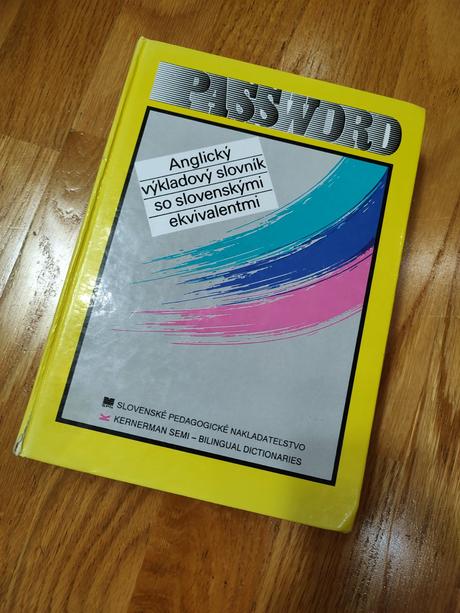 PASSWORD
Anglický
výkladový slovník
so slovenskými
ekvivalentmi
SLOVENSKÉ PEDAGOGICKÉ NAKLADATEĽSTVO
K KERNERMAN SEMI – BILINGUAL DICTIONARIES